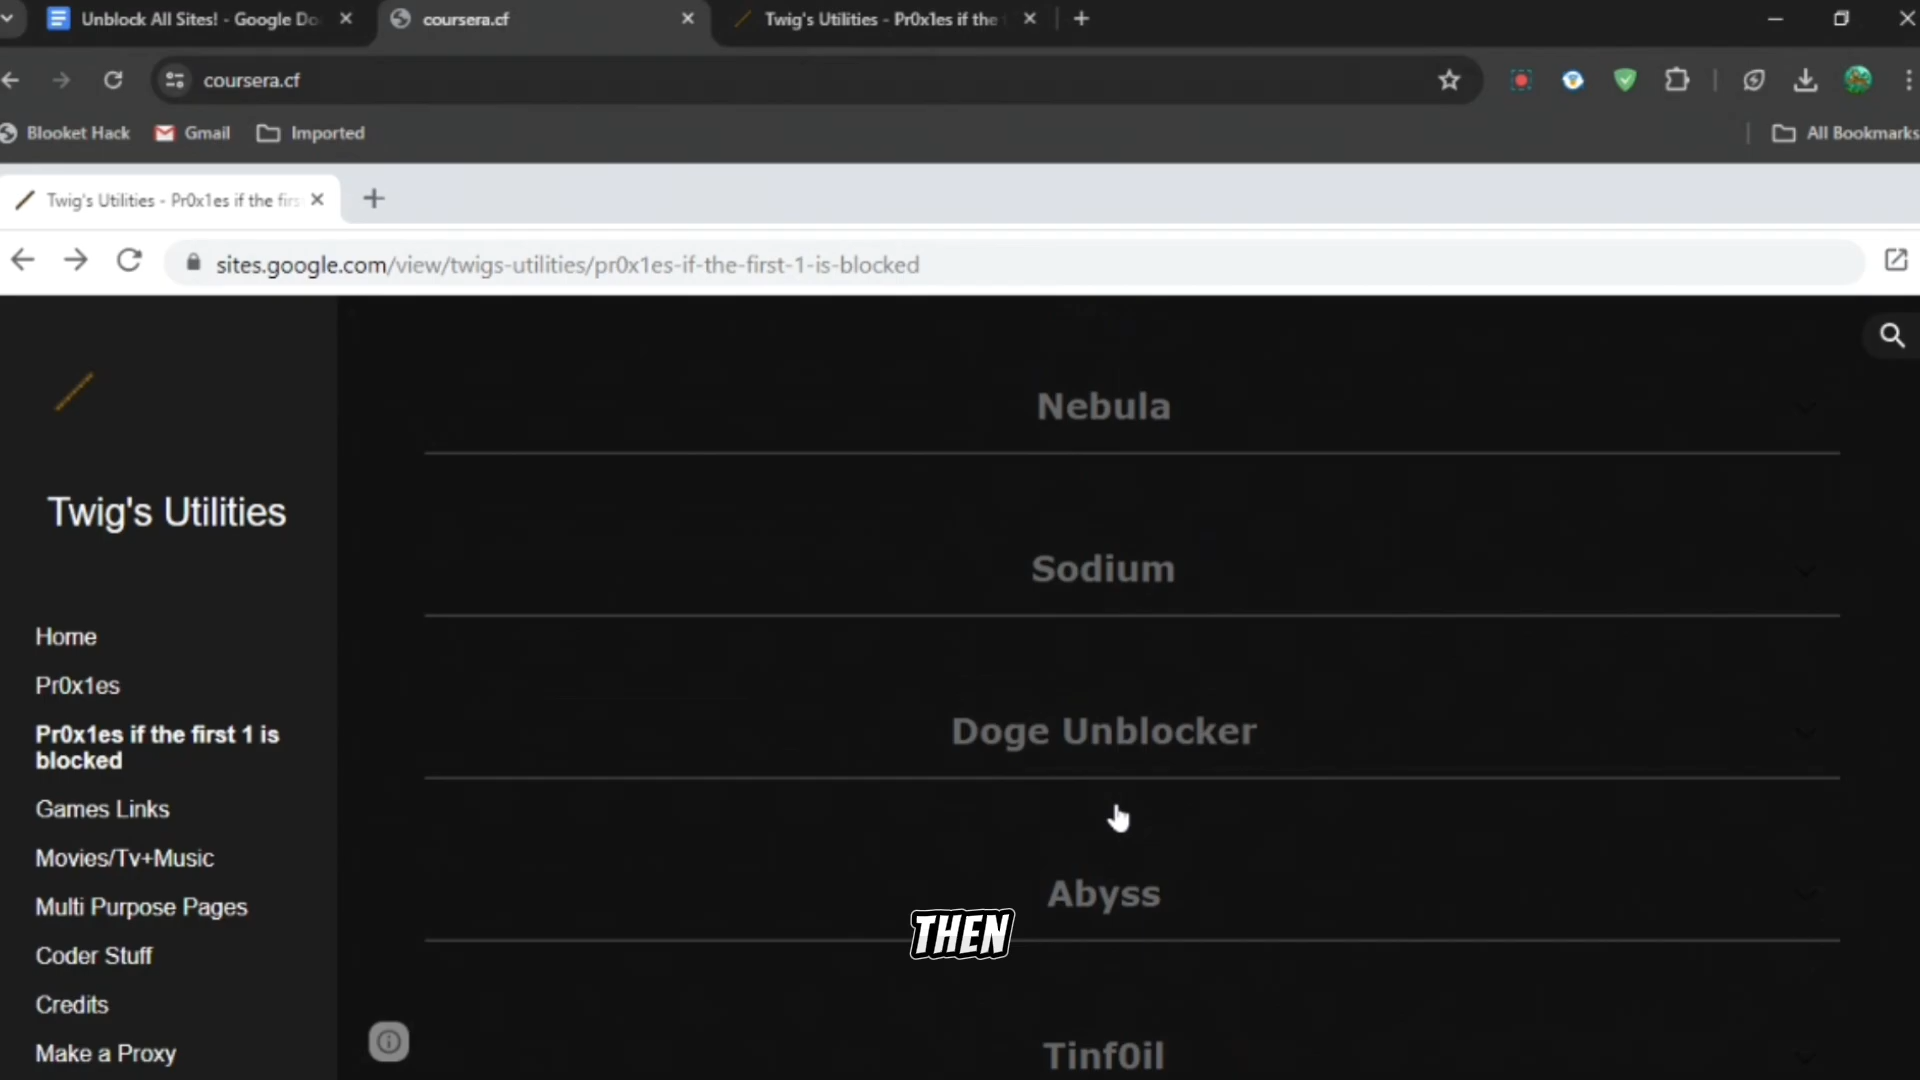 Unblock All Sites! - Google Do
coursera.cf
Twig's Utilities - Pr0x1es if the
coursera.cf
Blooket Hack
Gmail
Imported
All Bookmarks
Twig's Utilities - Pr0x1es if the firs
sites.google.com/view/twigs-utilities/pr0x1es-if-the-first-1-is-blocked
Twig's Utilities
Home
Pr0x1es
Pr0x1es if the first 1 is
blocked
Games Links
Movies/Tv+Music
Multi Purpose Pages
Coder Stuff
Credits
Make a Proxy
Nebula
Sodium
Doge Unblocker
Abyss
THEN
Tinf0il